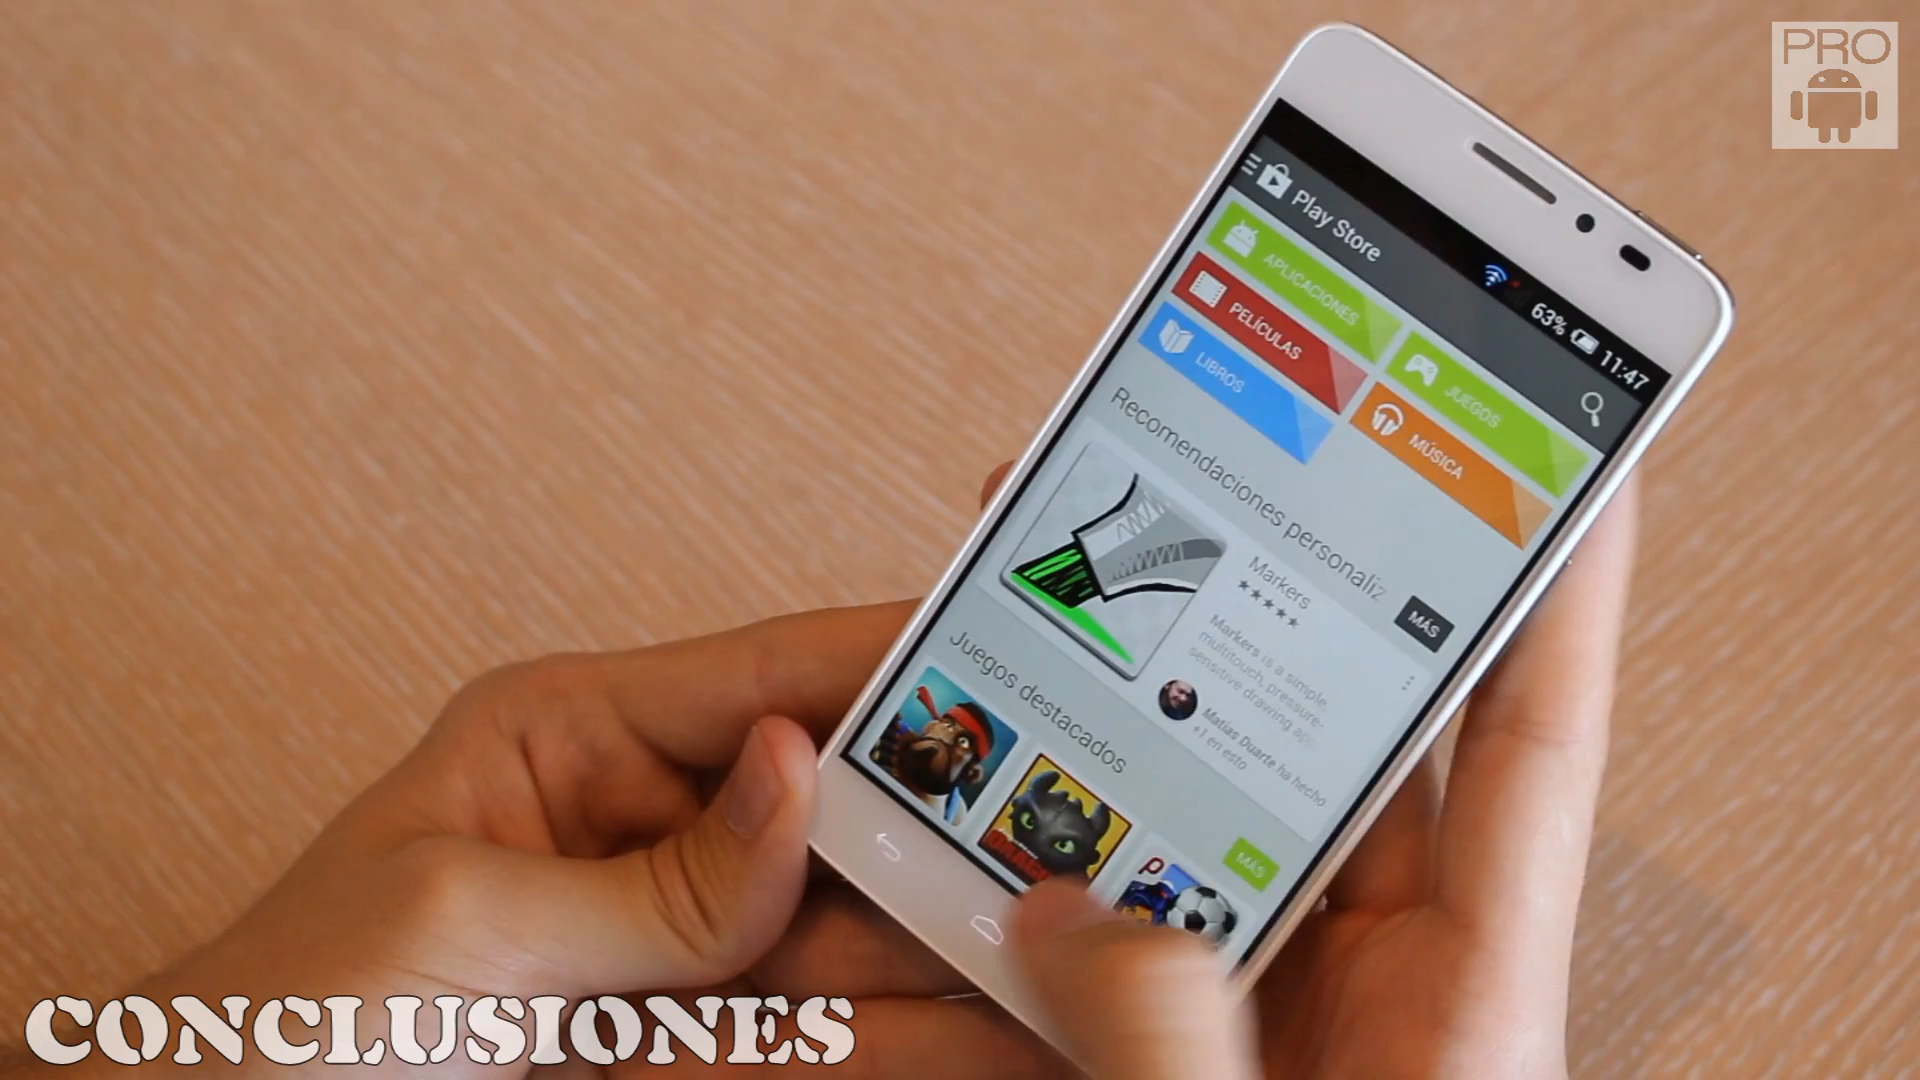 PRO
Play Store
63% 11:47
APLICACIONES
JUEGOS
PELÍCULAS
MÚSICA
LIBROS
Recomendaciones personaliz
MÁS
Markers
Markers is a simple,
multitouch, pressure-
sensitive drawing app
Matias Duarte ha hecho
+1 en esto
Juegos destacados
MÁS
P
CONCLUSIONES